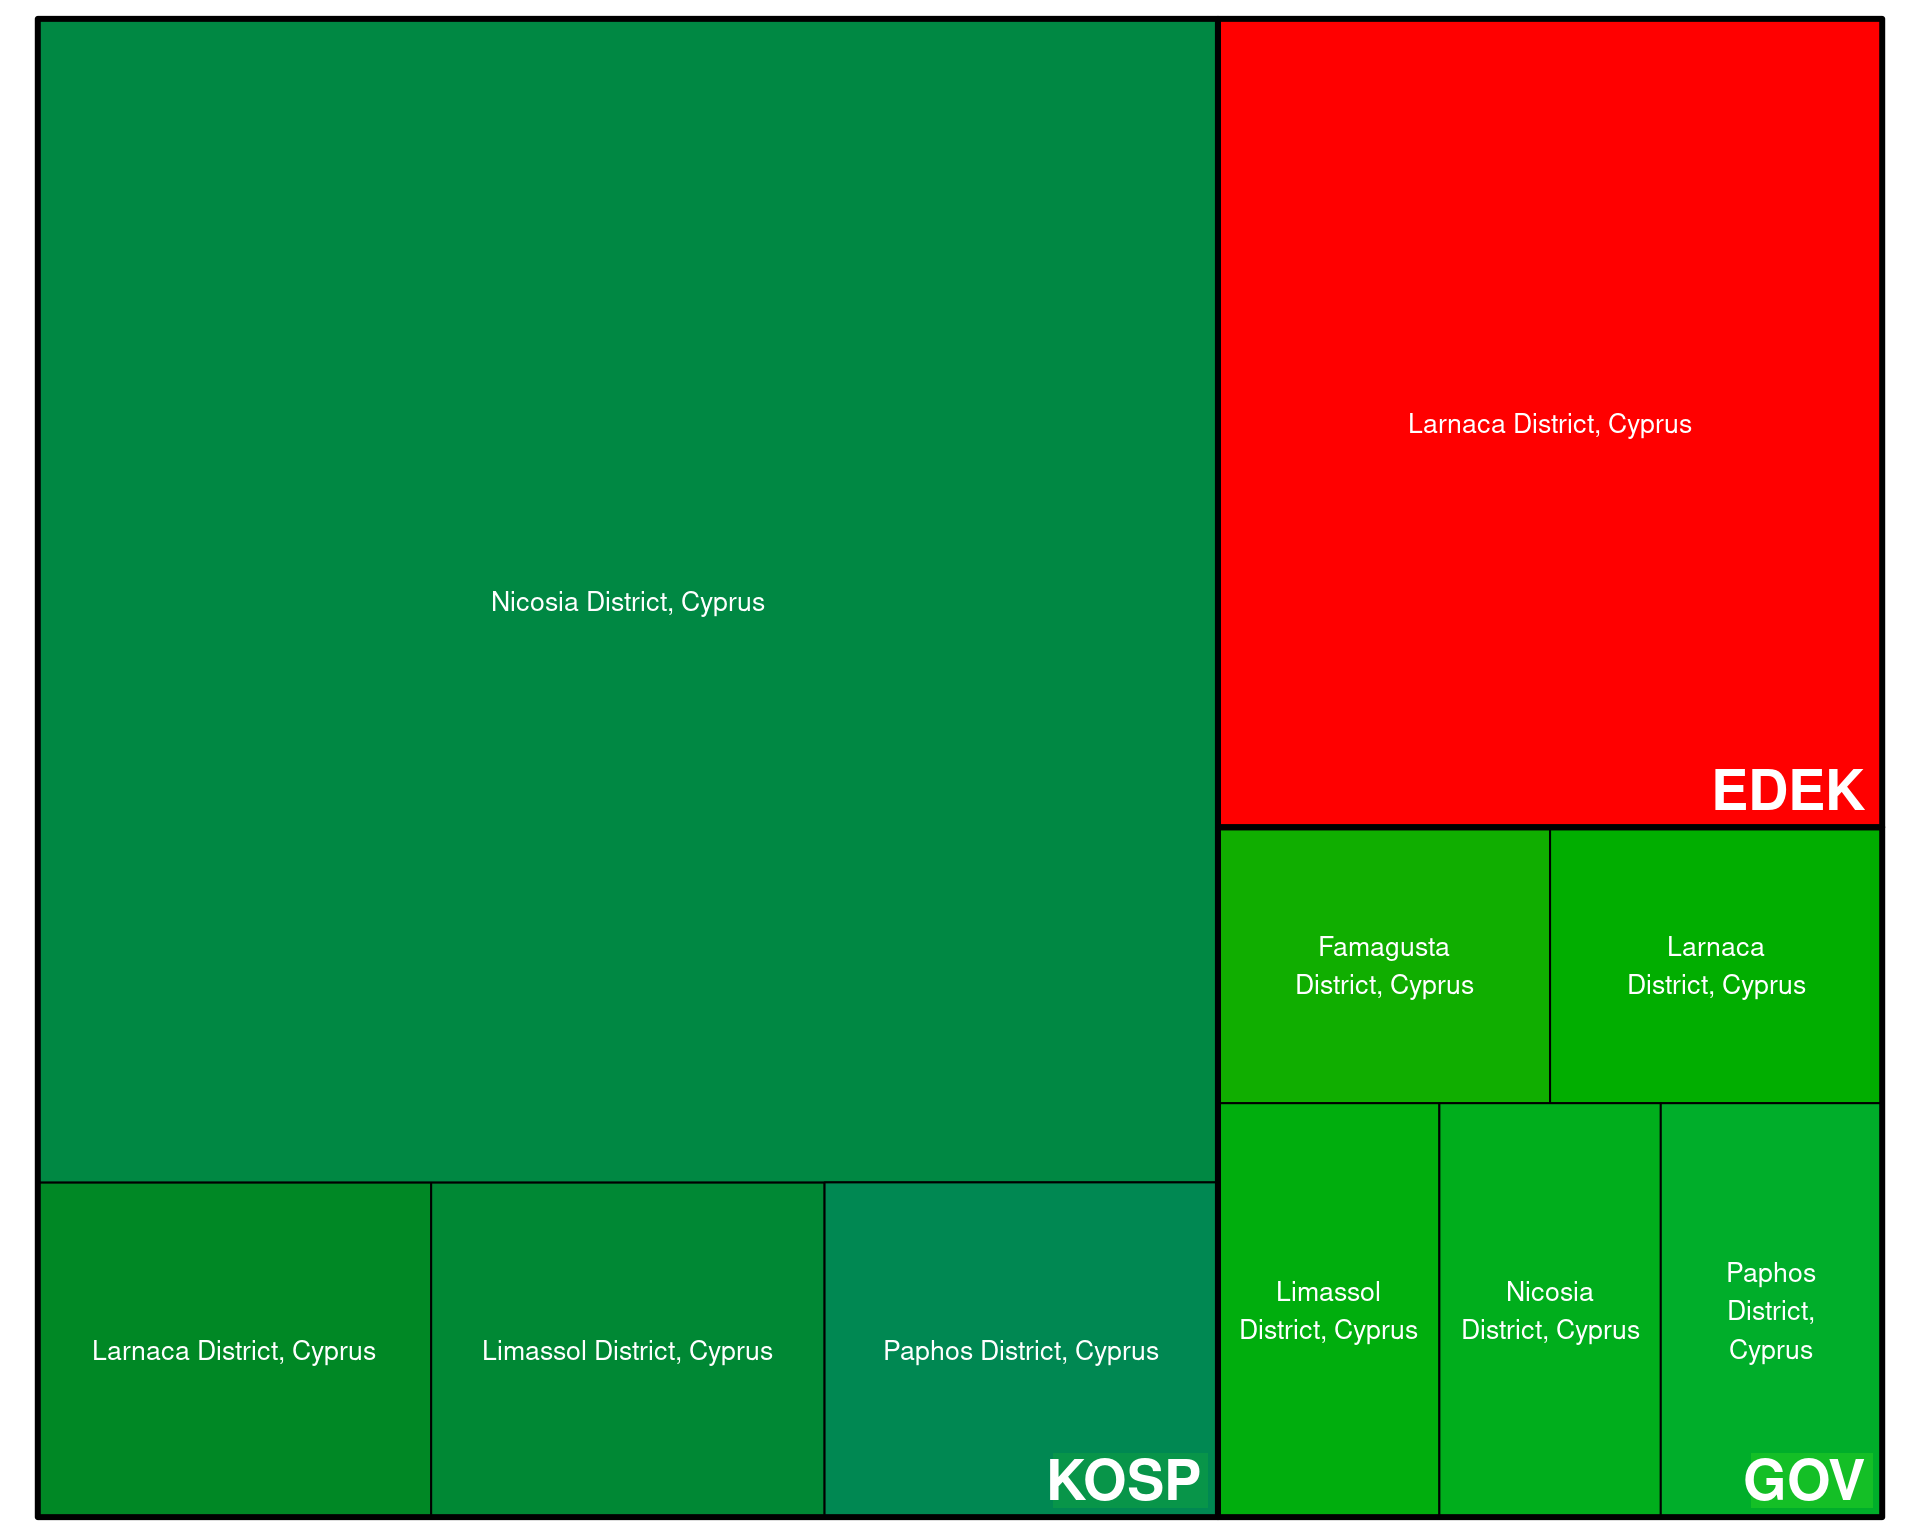 Nicosia District, Cyprus
Larnaca District, Cyprus
Limassol District, Cyprus
Paphos District, Cyprus
KOSP
Larnaca District, Cyprus
EDEK
Famagusta
District, Cyprus
Larnaca
District, Cyprus
Limassol
District, Cyprus
Nicosia
District, Cyprus
Paphos
District,
Cyprus
GOV